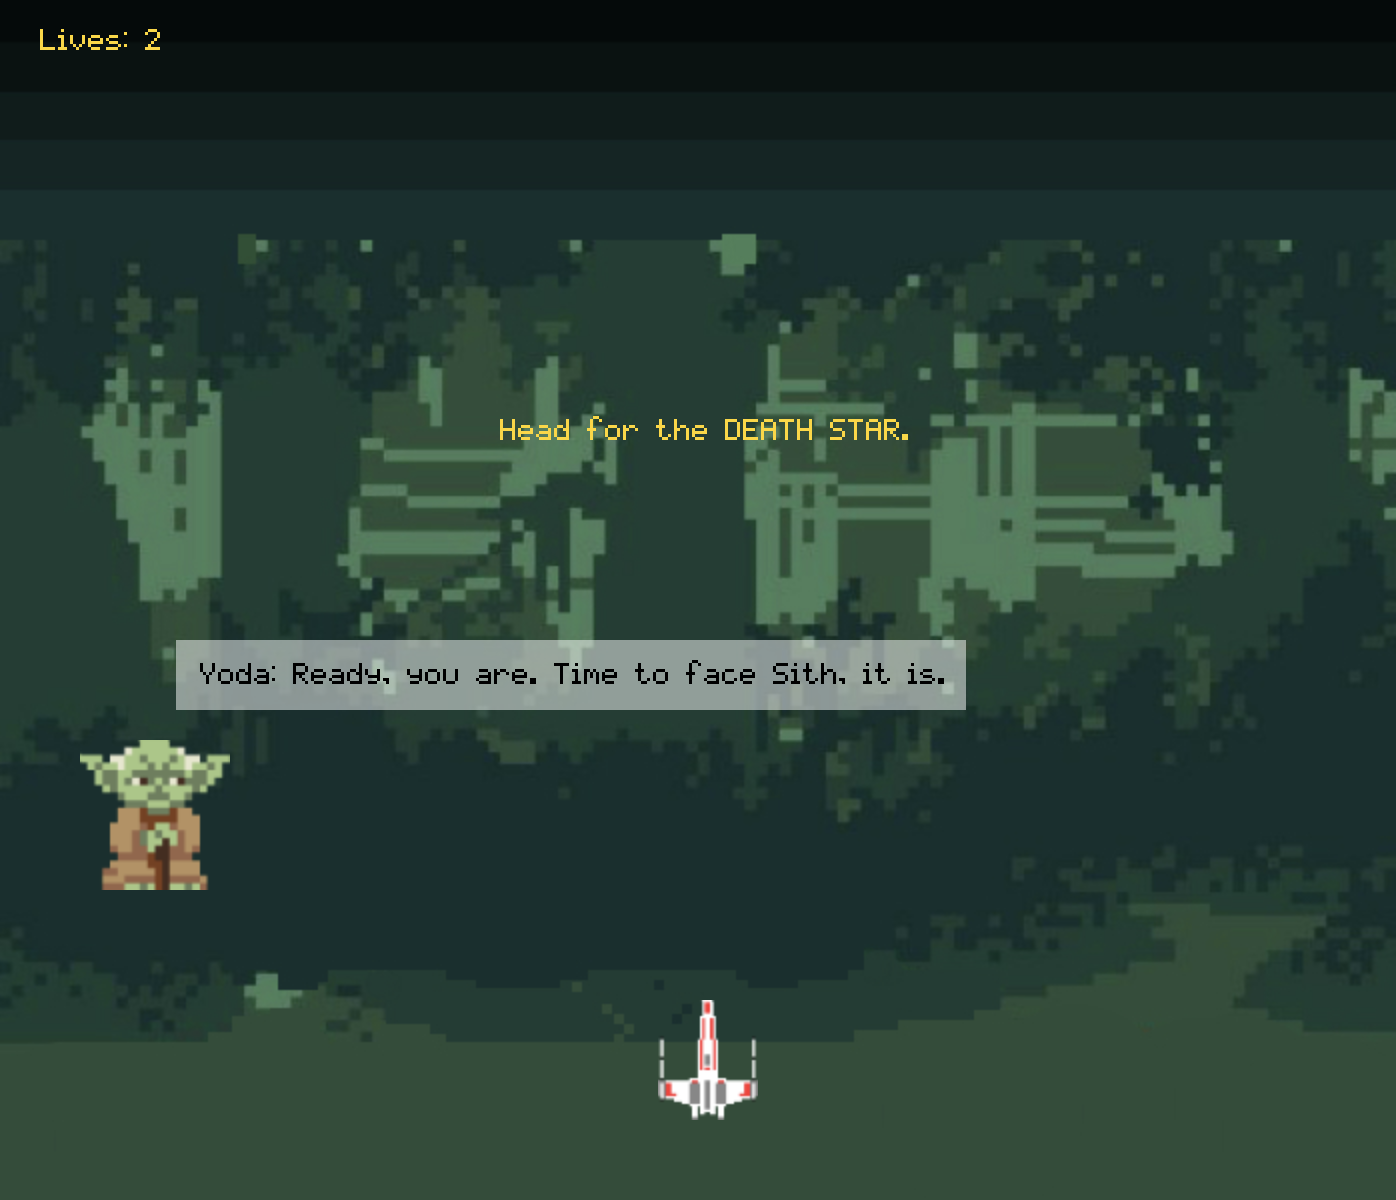 Lives: 2
Head for the DEATH STAR.
Yoda: Ready, you are. Time to face Sith, it is.